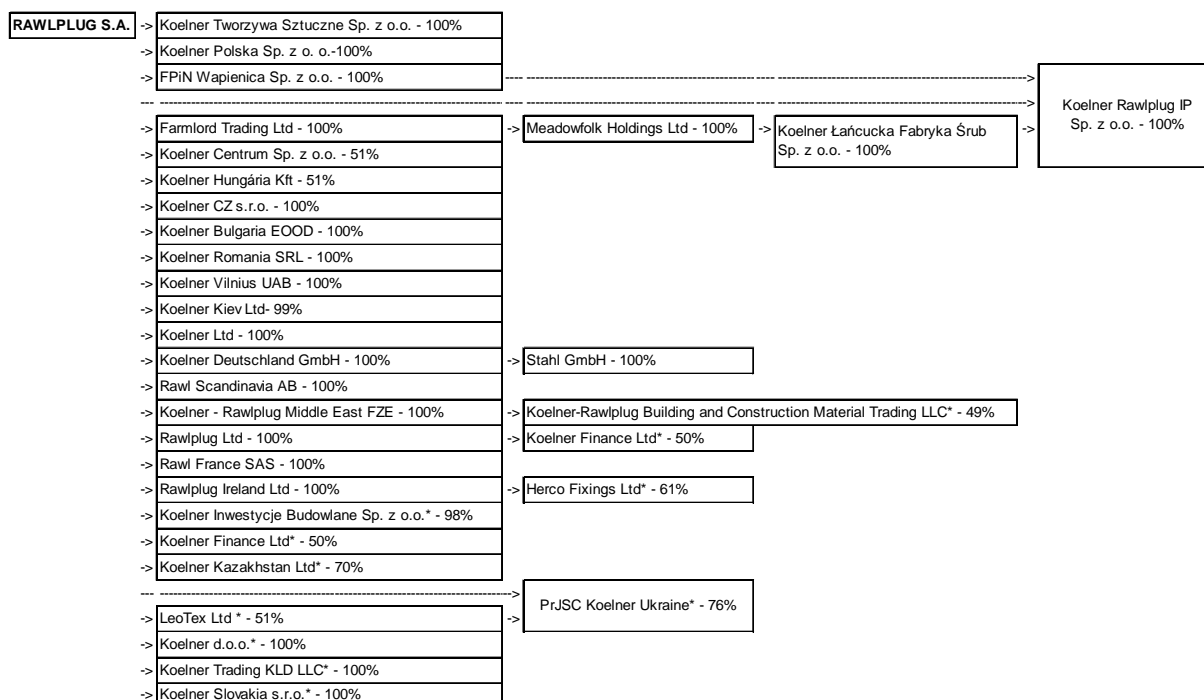 RAWLPLUG S.A. -> Koelner Tworzywa Sztuczne Sp. z o.o. - 100%
-> Koelner Polska Sp. z o. o.-100%
-> FPiN Wapienica Sp. z o.o. - 100% ---- ---->
---- ---->
Koelner Rawlplug IP
Sp. z o.o. - 100%
-> Farmlord Trading Ltd - 100% -> Meadowfolk Holdings Ltd - 100% -> Koelner Łańcucka Fabryka Śrub
Sp. z o.o. - 100% ->
-> Koelner Centrum Sp. z o.o. - 51%
-> Koelner Hungária Kft - 51%
-> Koelner CZ s.r.o. - 100%
-> Koelner Bulgaria EOOD - 100%
-> Koelner Romania SRL - 100%
-> Koelner Vilnius UAB - 100%
-> Koelner Kiev Ltd- 99%
-> Koelner Ltd - 100%
-> Koelner Deutschland GmbH - 100% -> Stahl GmbH - 100%
-> Rawl Scandinavia AB - 100%
-> Koelner - Rawlplug Middle East FZE - 100% -> Koelner-Rawlplug Building and Construction Material Trading LLC* - 49%
-> Rawlplug Ltd - 100% -> Koelner Finance Ltd* - 50%
-> Rawl France SAS - 100%
-> Rawlplug Ireland Ltd - 100% -> Herco Fixings Ltd* - 61%
-> Koelner Inwestycje Budowlane Sp. z o.o.* - 98%
-> Koelner Finance Ltd* - 50%
-> Koelner Kazakhstan Ltd* - 70%
---- ---->
PrJSC Koelner Ukraine* - 76%
-> LeoTex Ltd * - 51% ->
-> Koelner d.o.o.* - 100%
-> Koelner Trading KLD LLC* - 100%
-> Koelner Slovakia s.r.o.* - 100%